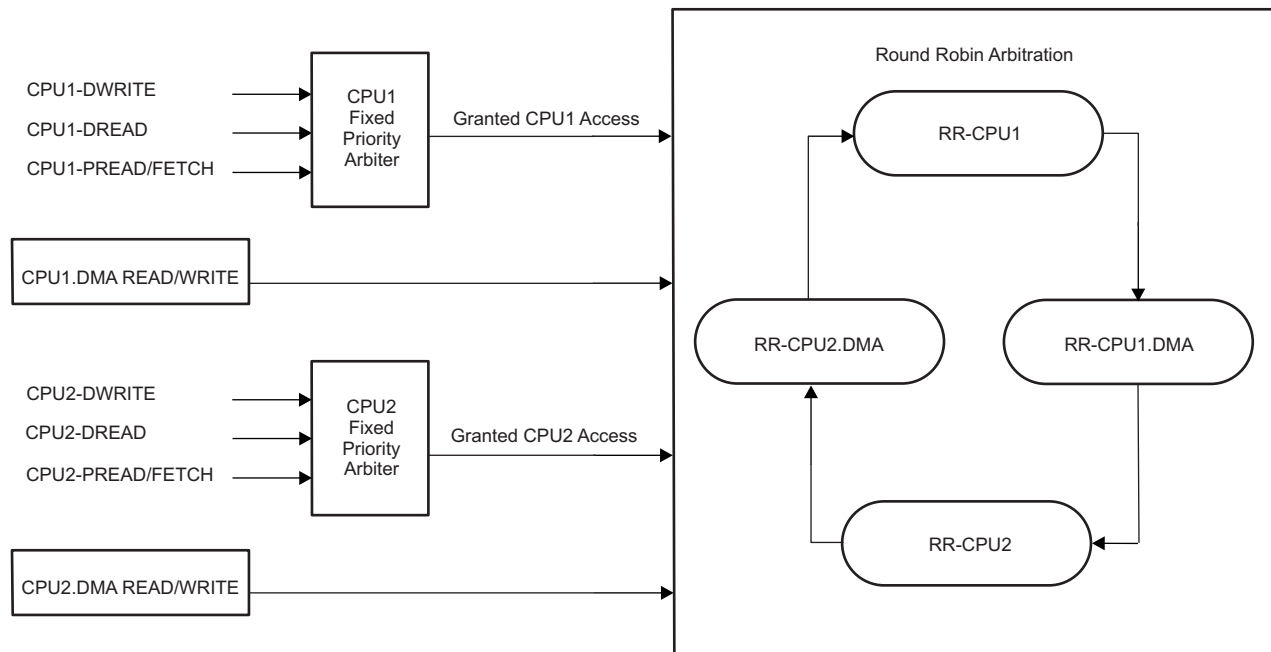 CPU1-DWRITE
CPU1-DREAD
CPU1-PREAD/FETCH
CPU1
Fixed
Priority
Arbiter
Granted CPU1 Access
CPU1.DMA READ/WRITE
CPU2-DWRITE
CPU2-DREAD
CPU2-PREAD/FETCH
CPU2
Fixed
Priority
Arbiter
Granted CPU2 Access
CPU2.DMA READ/WRITE
Round Robin Arbitration
RR-CPU1
RR-CPU2.DMA
RR-CPU1.DMA
RR-CPU2